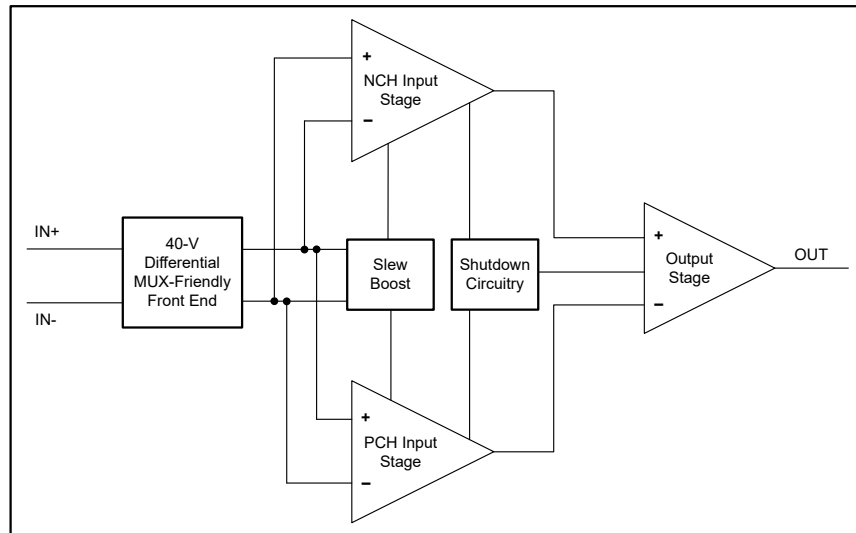 +
NCH Input
Stage
−
IN+
40-V
Differential
MUX-Friendly
Front End
IN-
Slew
Boost
Shutdown
Circuitry
+
Output
Stage
−
OUT
+
PCH Input
Stage
−